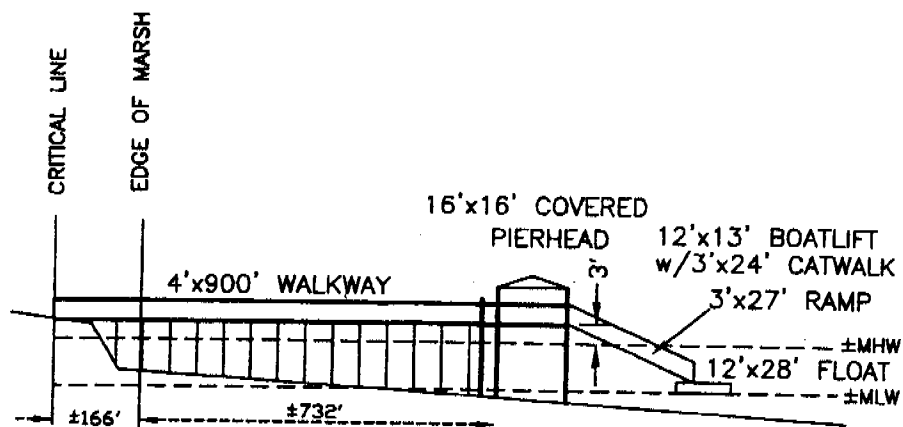 CRITICAL LINE
EDGE OF MARSH
16'x16' COVERED
PIERHEAD
12'x13' BOATLIFT
w/3'x24' CATWALK
3'x27' RAMP
4'x900' WALKWAY
3'
±MHW
12'x28' FLOAT
±MLW
±166'
±732'